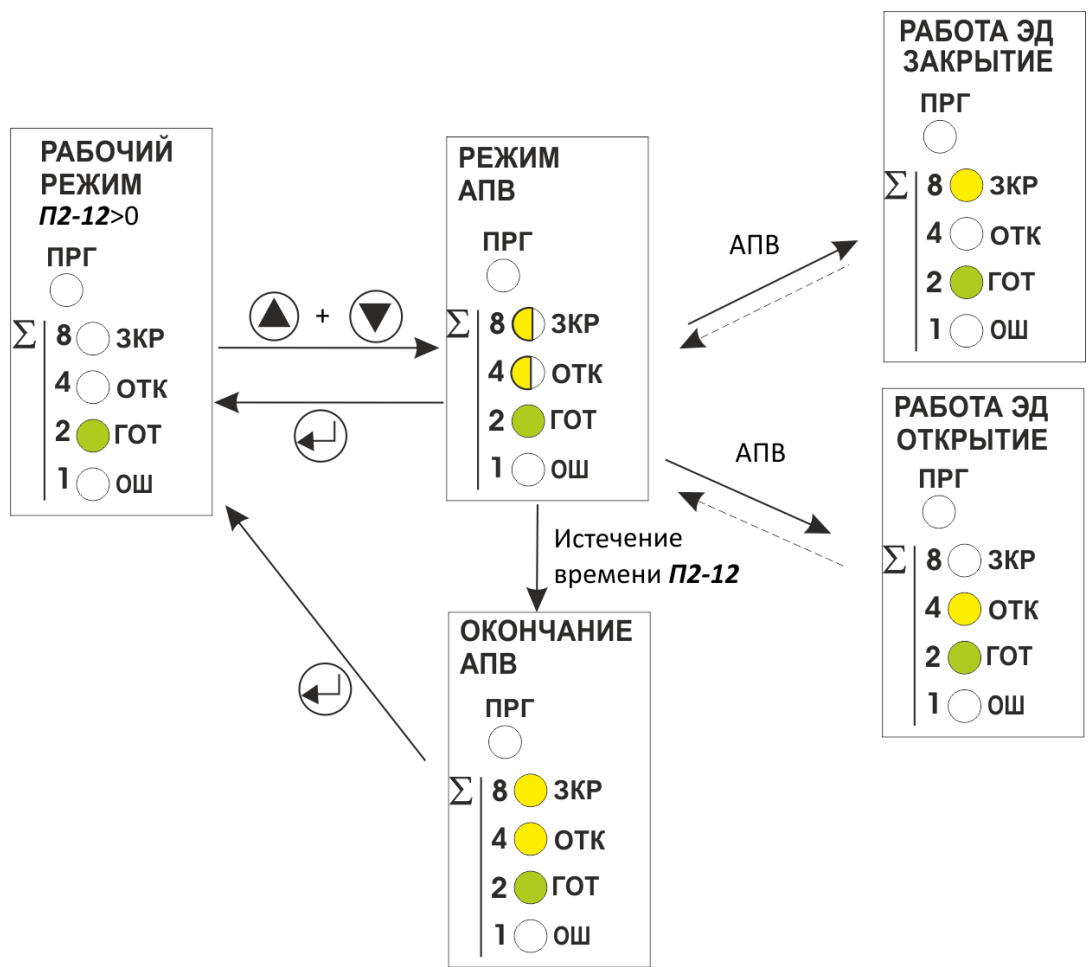 РАБОЧИЙ
РЕЖИМ
П2-12>0
ПРГ
Σ 8 ЗКР
4 ОТК
2 ГОТ
1 ОШ
+
РЕЖИМ
АПВ
ПРГ
Σ 8 ЗКР
4 ОТК
2 ГОТ
1 ОШ
АПВ
РАБОТА ЭД
ЗАКРЫТИЕ
ПРГ
Σ 8 ЗКР
4 ОТК
2 ГОТ
1 ОШ
АПВ
РАБОТА ЭД
ОТКРЫТИЕ
ПРГ
Σ 8 ЗКР
4 ОТК
2 ГОТ
1 ОШ
Истечение
времени П2-12
ОКОНЧАНИЕ
АПВ
ПРГ
Σ 8 ЗКР
4 ОТК
2 ГОТ
1 ОШ